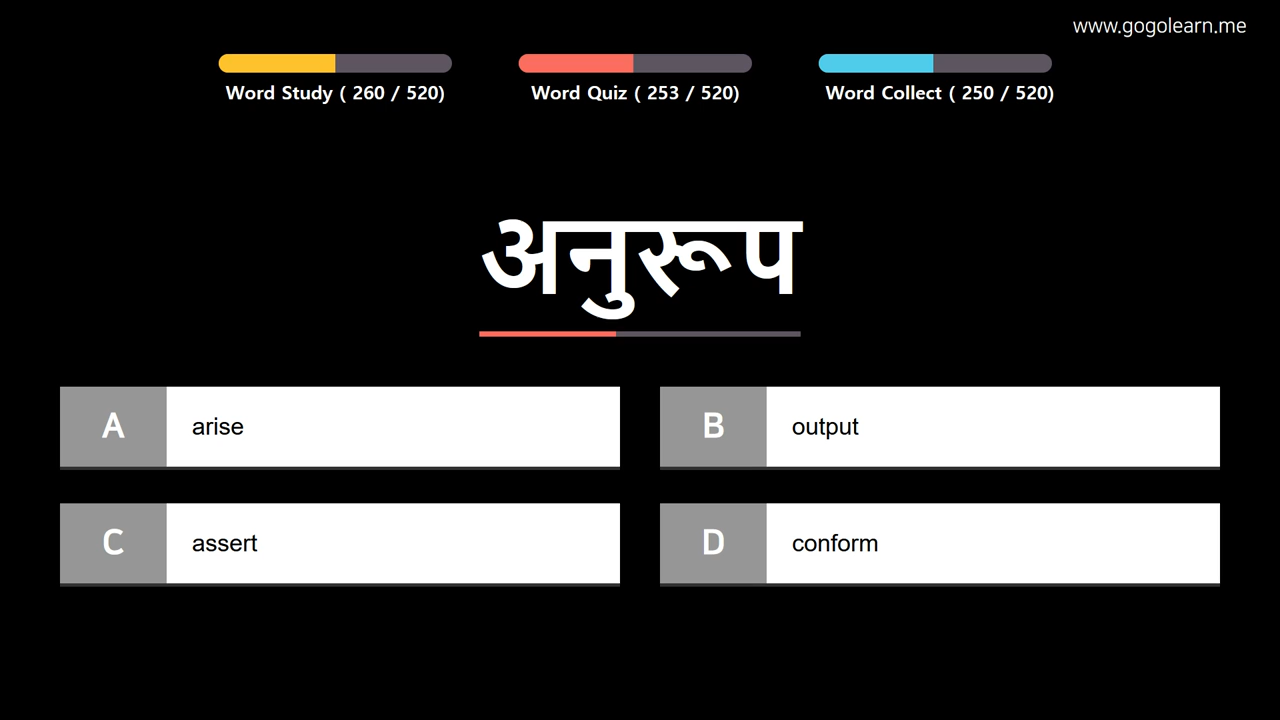 www.gogolearn.me
Word Study ( 260 / 520)
Word Quiz ( 253 / 520)
Word Collect ( 250 / 520)
अनुरूप
A arise
B output
C assert
D conform